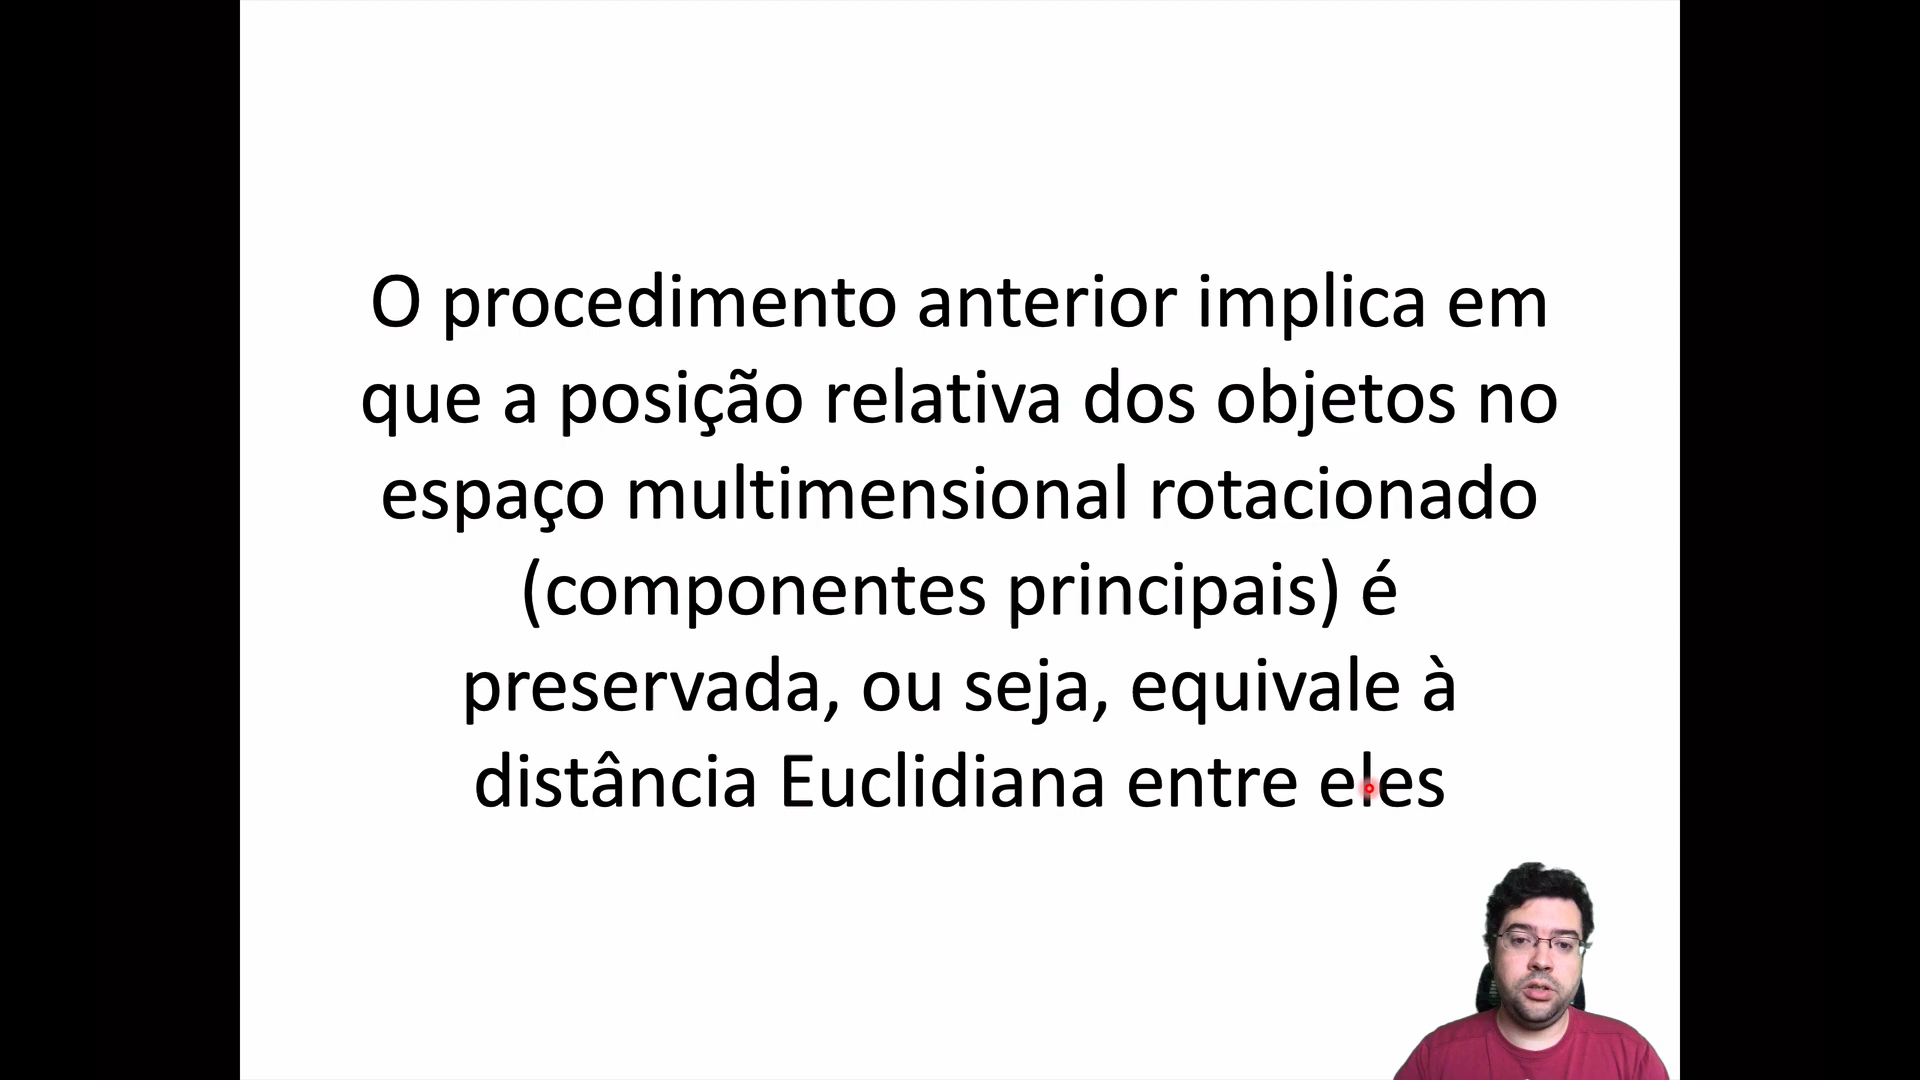 O procedimento anterior implica em
que a posição relativa dos objetos no
espaço multimensional rotacionado
(componentes principais) é
preservada, ou seja, equivale à
distância Euclidiana entre eles